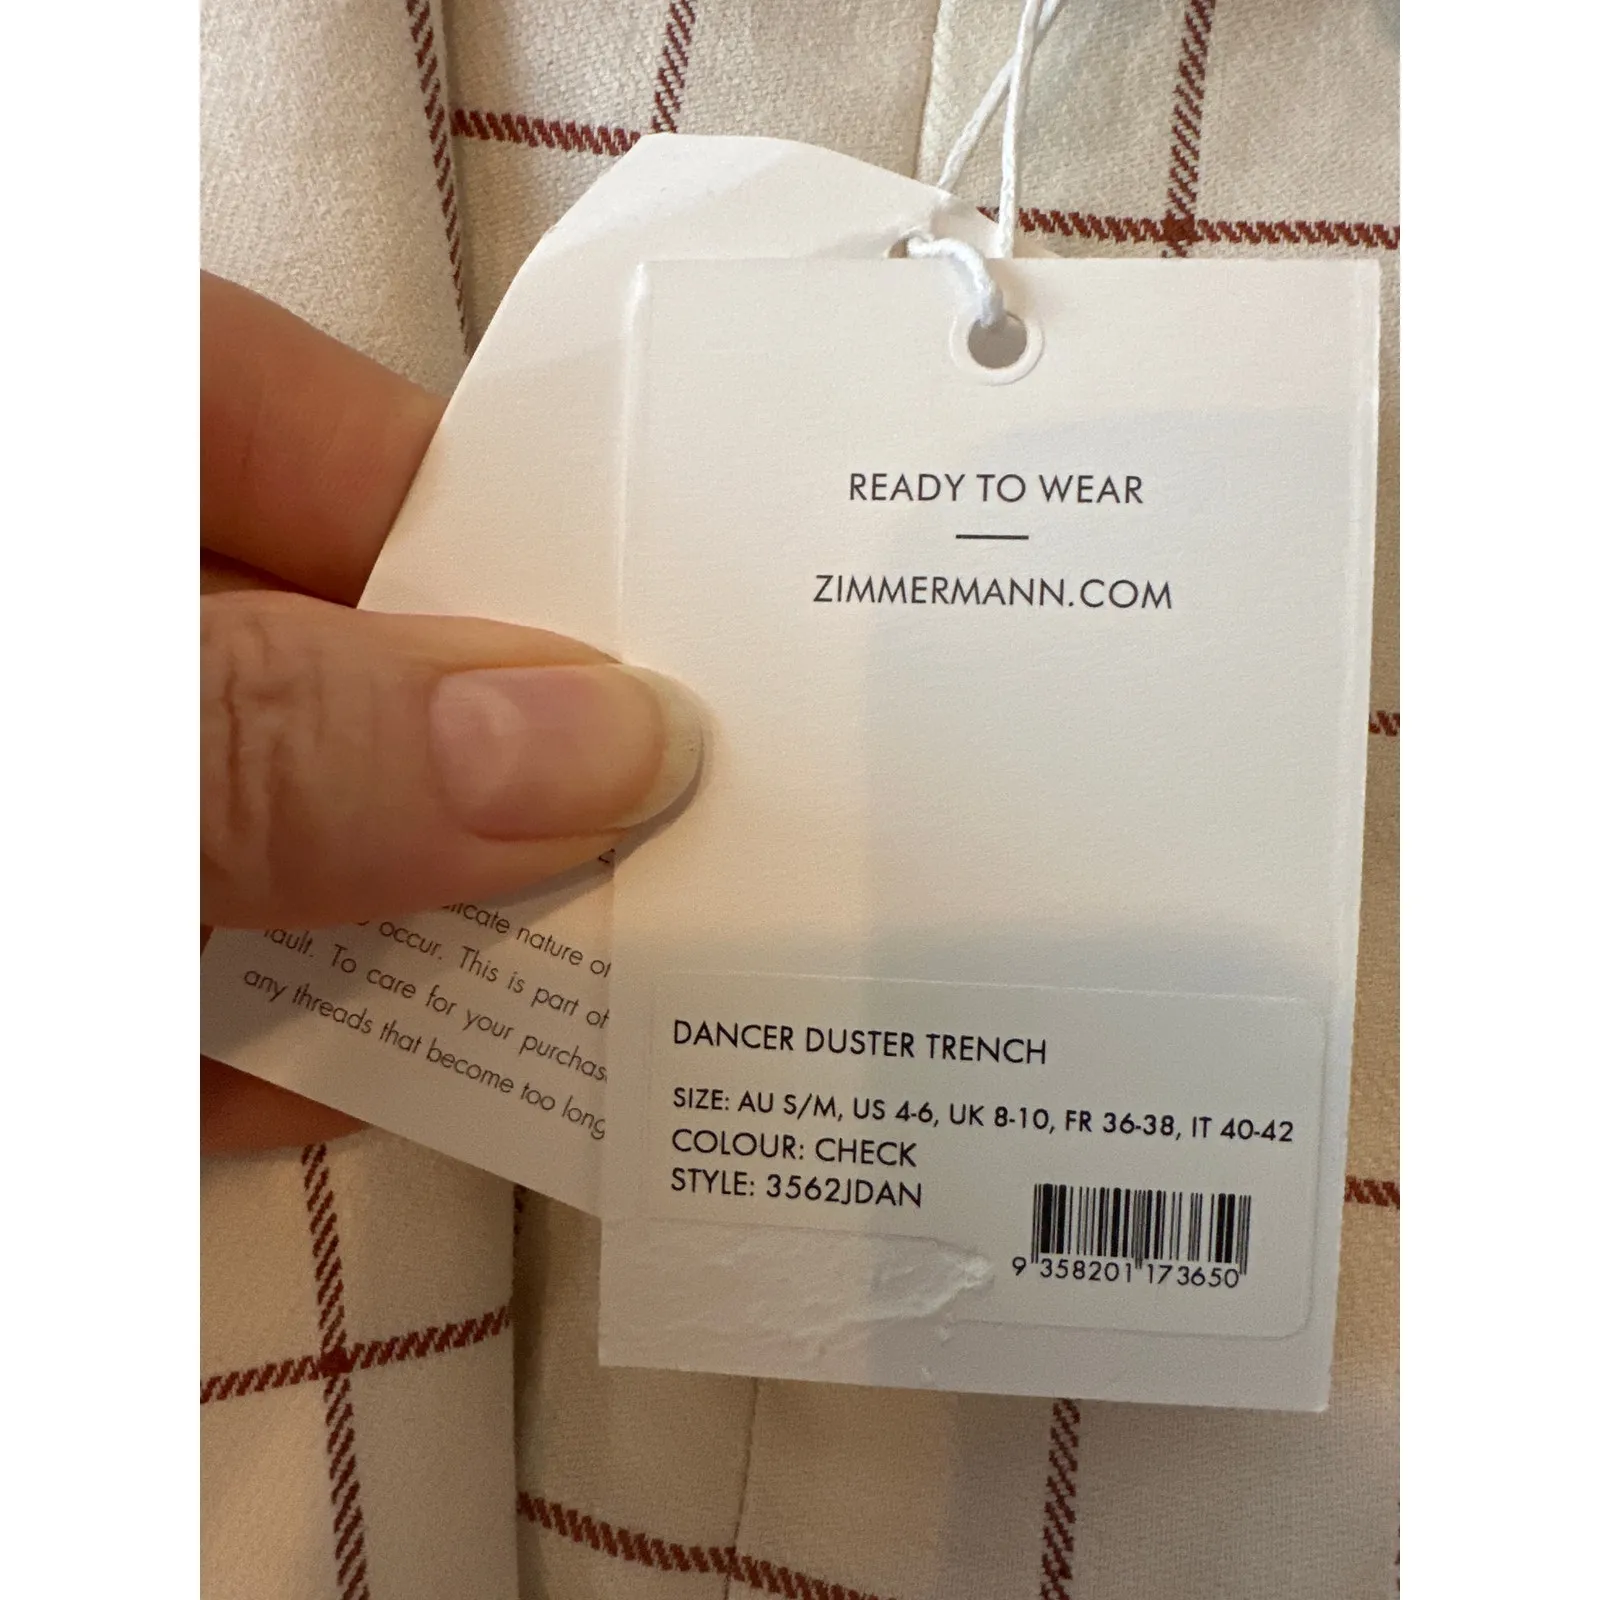 READY TO WEAR
ZIMMERMANN.COM
nature of
occur. This is part of
To care for your
any threads that become too long
DANCER DUSTER TRENCH
SIZE: AU S/M, US 4-6, UK 8-10, FR 36-38, IT 40-42
COLOUR: CHECK
STYLE: 3562JDAN
9 358201 173650